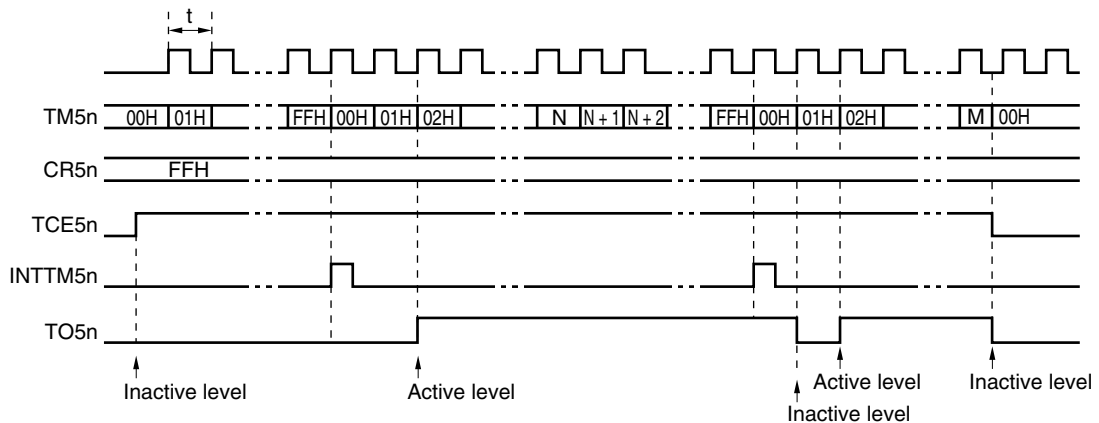 t
TM5n 00H 01H FFH 00H 01H 02H N N + 1 N + 2 FFH 00H 01H 02H M 00H
CR5n FFH
TCE5n
INTTM5n
TO5n
Inactive level Active level Active level Inactive level
Inactive level